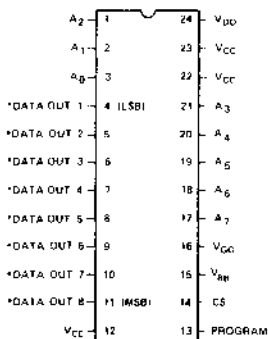 A2 1 24 VDD
A1 2 23 VCC
A0 3 22 VCC
*DATA OUT 1 4 (LSB) 21 A3
*DATA OUT 2 5 20 A4
*DATA OUT 3 6 19 A5
*DATA OUT 4 7 18 A6
*DATA OUT 5 8 17 A7
*DATA OUT 6 9 16 VGG
*DATA OUT 7 10 15 VBB
*DATA OUT 8 11 (MSB) 14 CS
VCC 12 13 PROGRAM